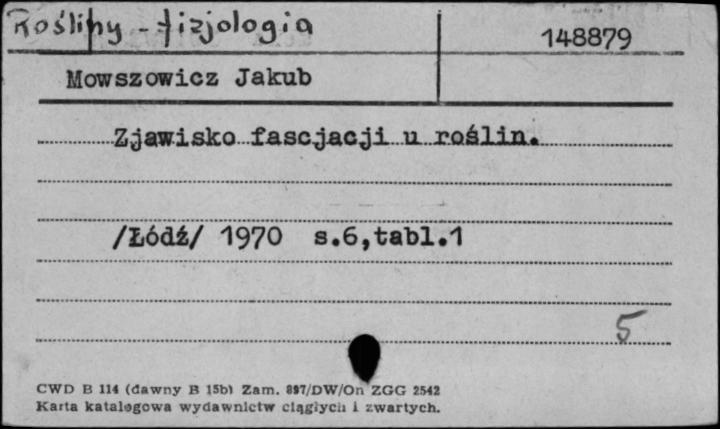 Rośliny - fizjologia
148879
Mowszowicz Jakub
Zjawisko fascjacji u roślin.
/Łódź/ 1970 s.6,tabl.1
5
CWD B 114 (dawny B 15b) Zam. 897/DW/On ZGG 2542
Karta katalogowa wydawnictw ciągłych i zwartych.